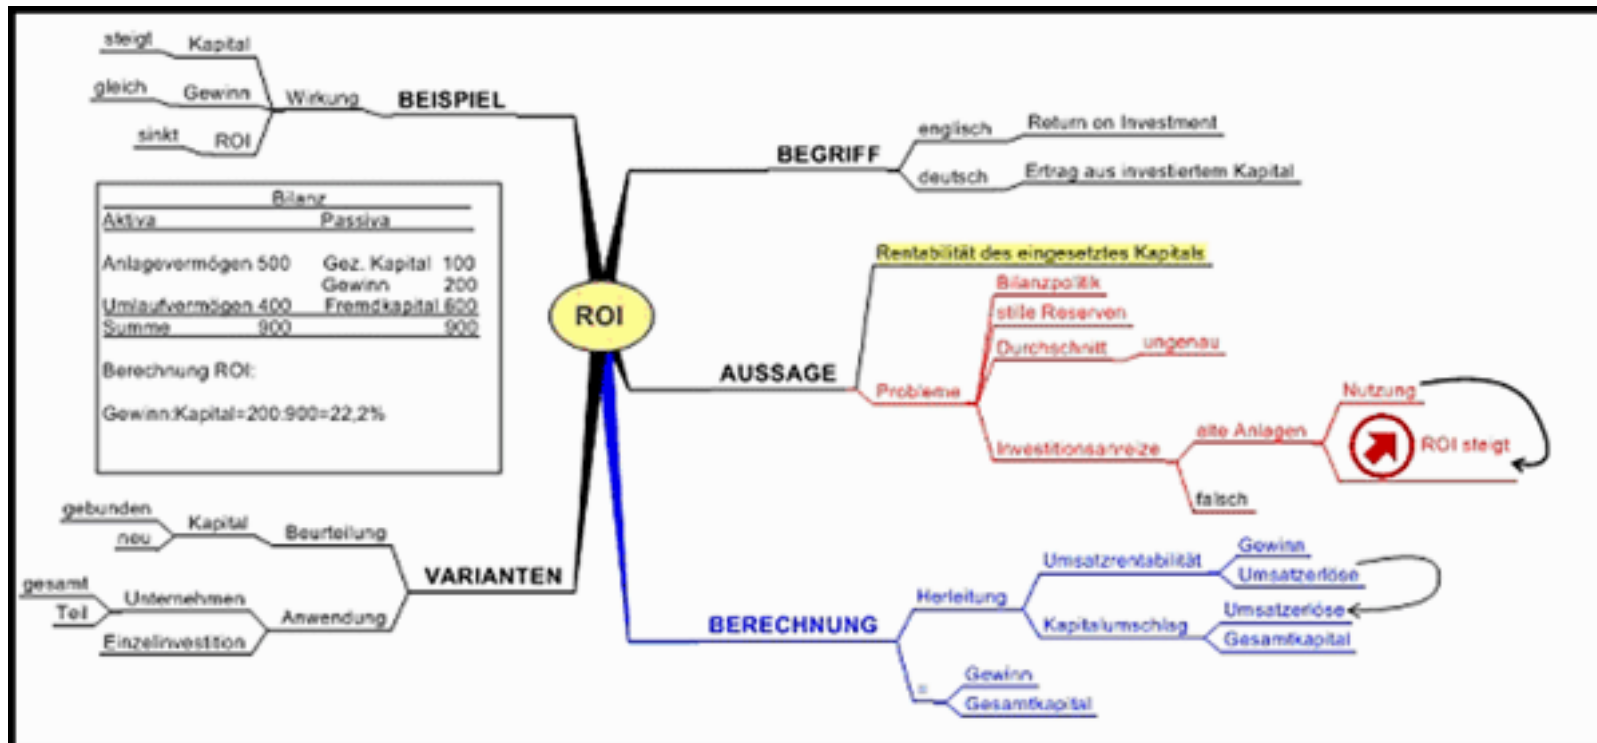 steigt Kapital
gleich Gewinn Wirkung BEISPIEL
sinkt ROI
Bilanz
Aktiva Passiva
Anlagevermögen 500 Gez. Kapital 100
Gewinn 200
Umlaufvermögen 400 Fremdkapital 600
Summe 900 900
Berechnung ROI:
Gewinn:Kapital=200:900=22,2%
ROI
BEGRIFF
englisch Return on Investment
deutsch Ertrag aus investiertem Kapital
AUSSAGE
Rentabilität des eingesetztes Kapitals
Probleme
Bilanzpolitik
stille Reserven
Durchschnitt ungenau
Investitionsanreize
alte Anlagen
Nutzung
ROI steigt
falsch
gebunden Kapital Beurteilung
neu
VARIANTEN
gesamt Unternehmen Anwendung
Teil
Einzelinvestition
BERECHNUNG
Herleitung
Umsatzrentabilität
Gewinn
Umsatzerlöse
Kapitalumschlag
Umsatzerlöse
Gesamtkapital
=
Gewinn
Gesamtkapital